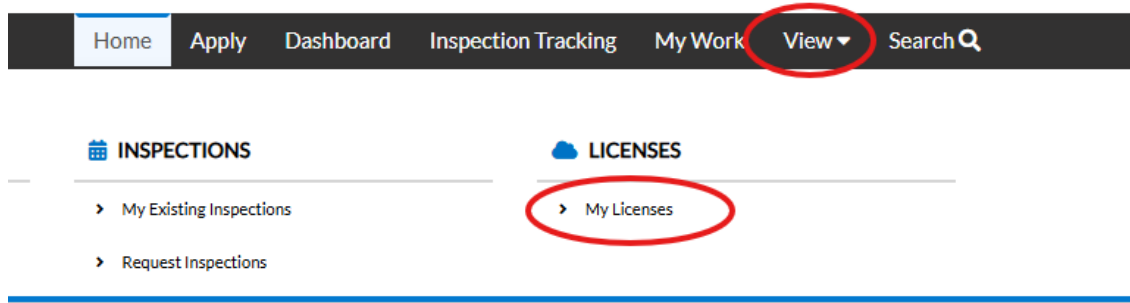 Home Apply Dashboard Inspection Tracking My Work View Search
INSPECTIONS
LICENSES
My Existing Inspections
My Licenses
Request Inspections